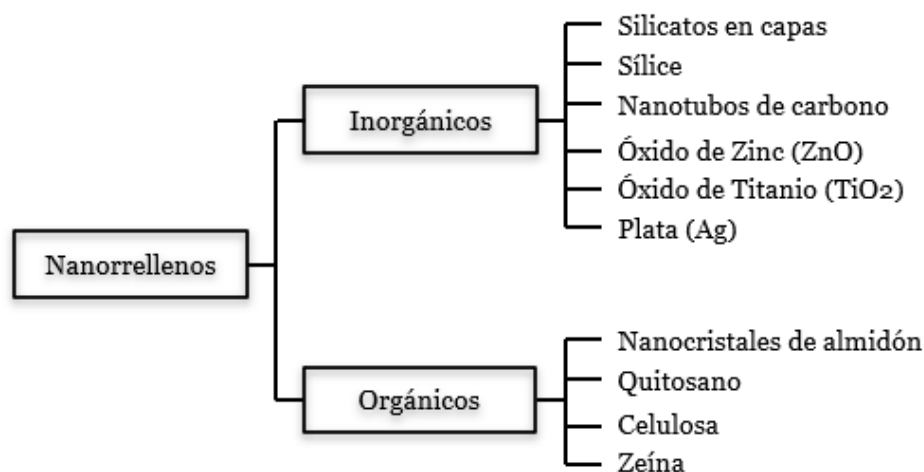 Nanorrellenos
Inorgánicos
Silicatos en capas
Sílice
Nanotubos de carbono
Óxido de Zinc (ZnO)
Óxido de Titanio (TiO2)
Plata (Ag)
Orgánicos
Nanocristales de almidón
Quitosano
Celulosa
Zeína